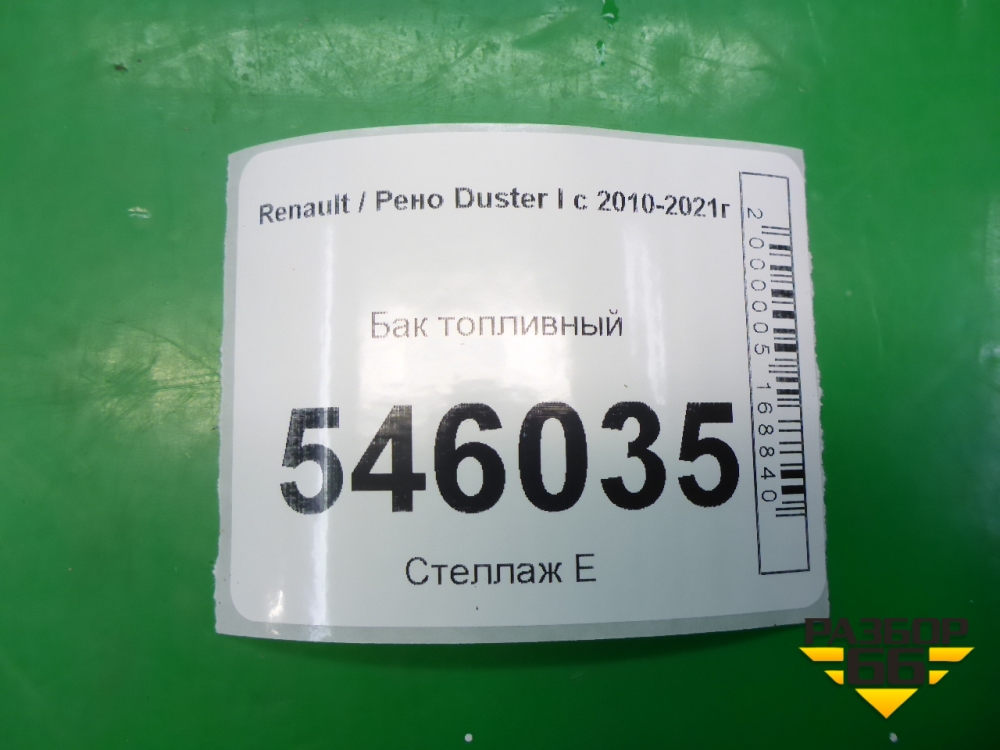 Renault / Рено Duster I с 2010-2021г
Бак топливный
546035
Стеллаж Е
2000005168840
РАЗБОР
66